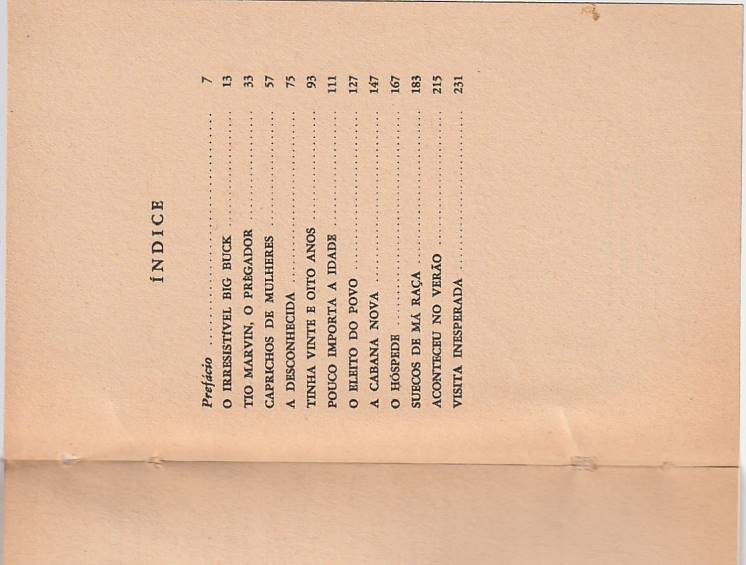 ÍNDICE
Prefácio ........................................ 7
O IRRESISTÍVEL BIG BUCK ........................ 13
TIO MARVIN, O PRÈGADOR ........................ 33
CAPRICHOS DE MULHERES ........................ 57
A DESCONHECIDA ........................ 75
TINHA VINTE E OITO ANOS ........................ 93
POUCO IMPORTA A IDADE ........................ 111
O ELEITO DO POVO ........................ 127
A CABANA NOVA ........................ 147
O HÓSPEDE ........................ 167
SUECOS DE MÁ RAÇA ........................ 183
ACONTECEU NO VERÃO ........................ 215
VISITA INESPERADA ........................ 231